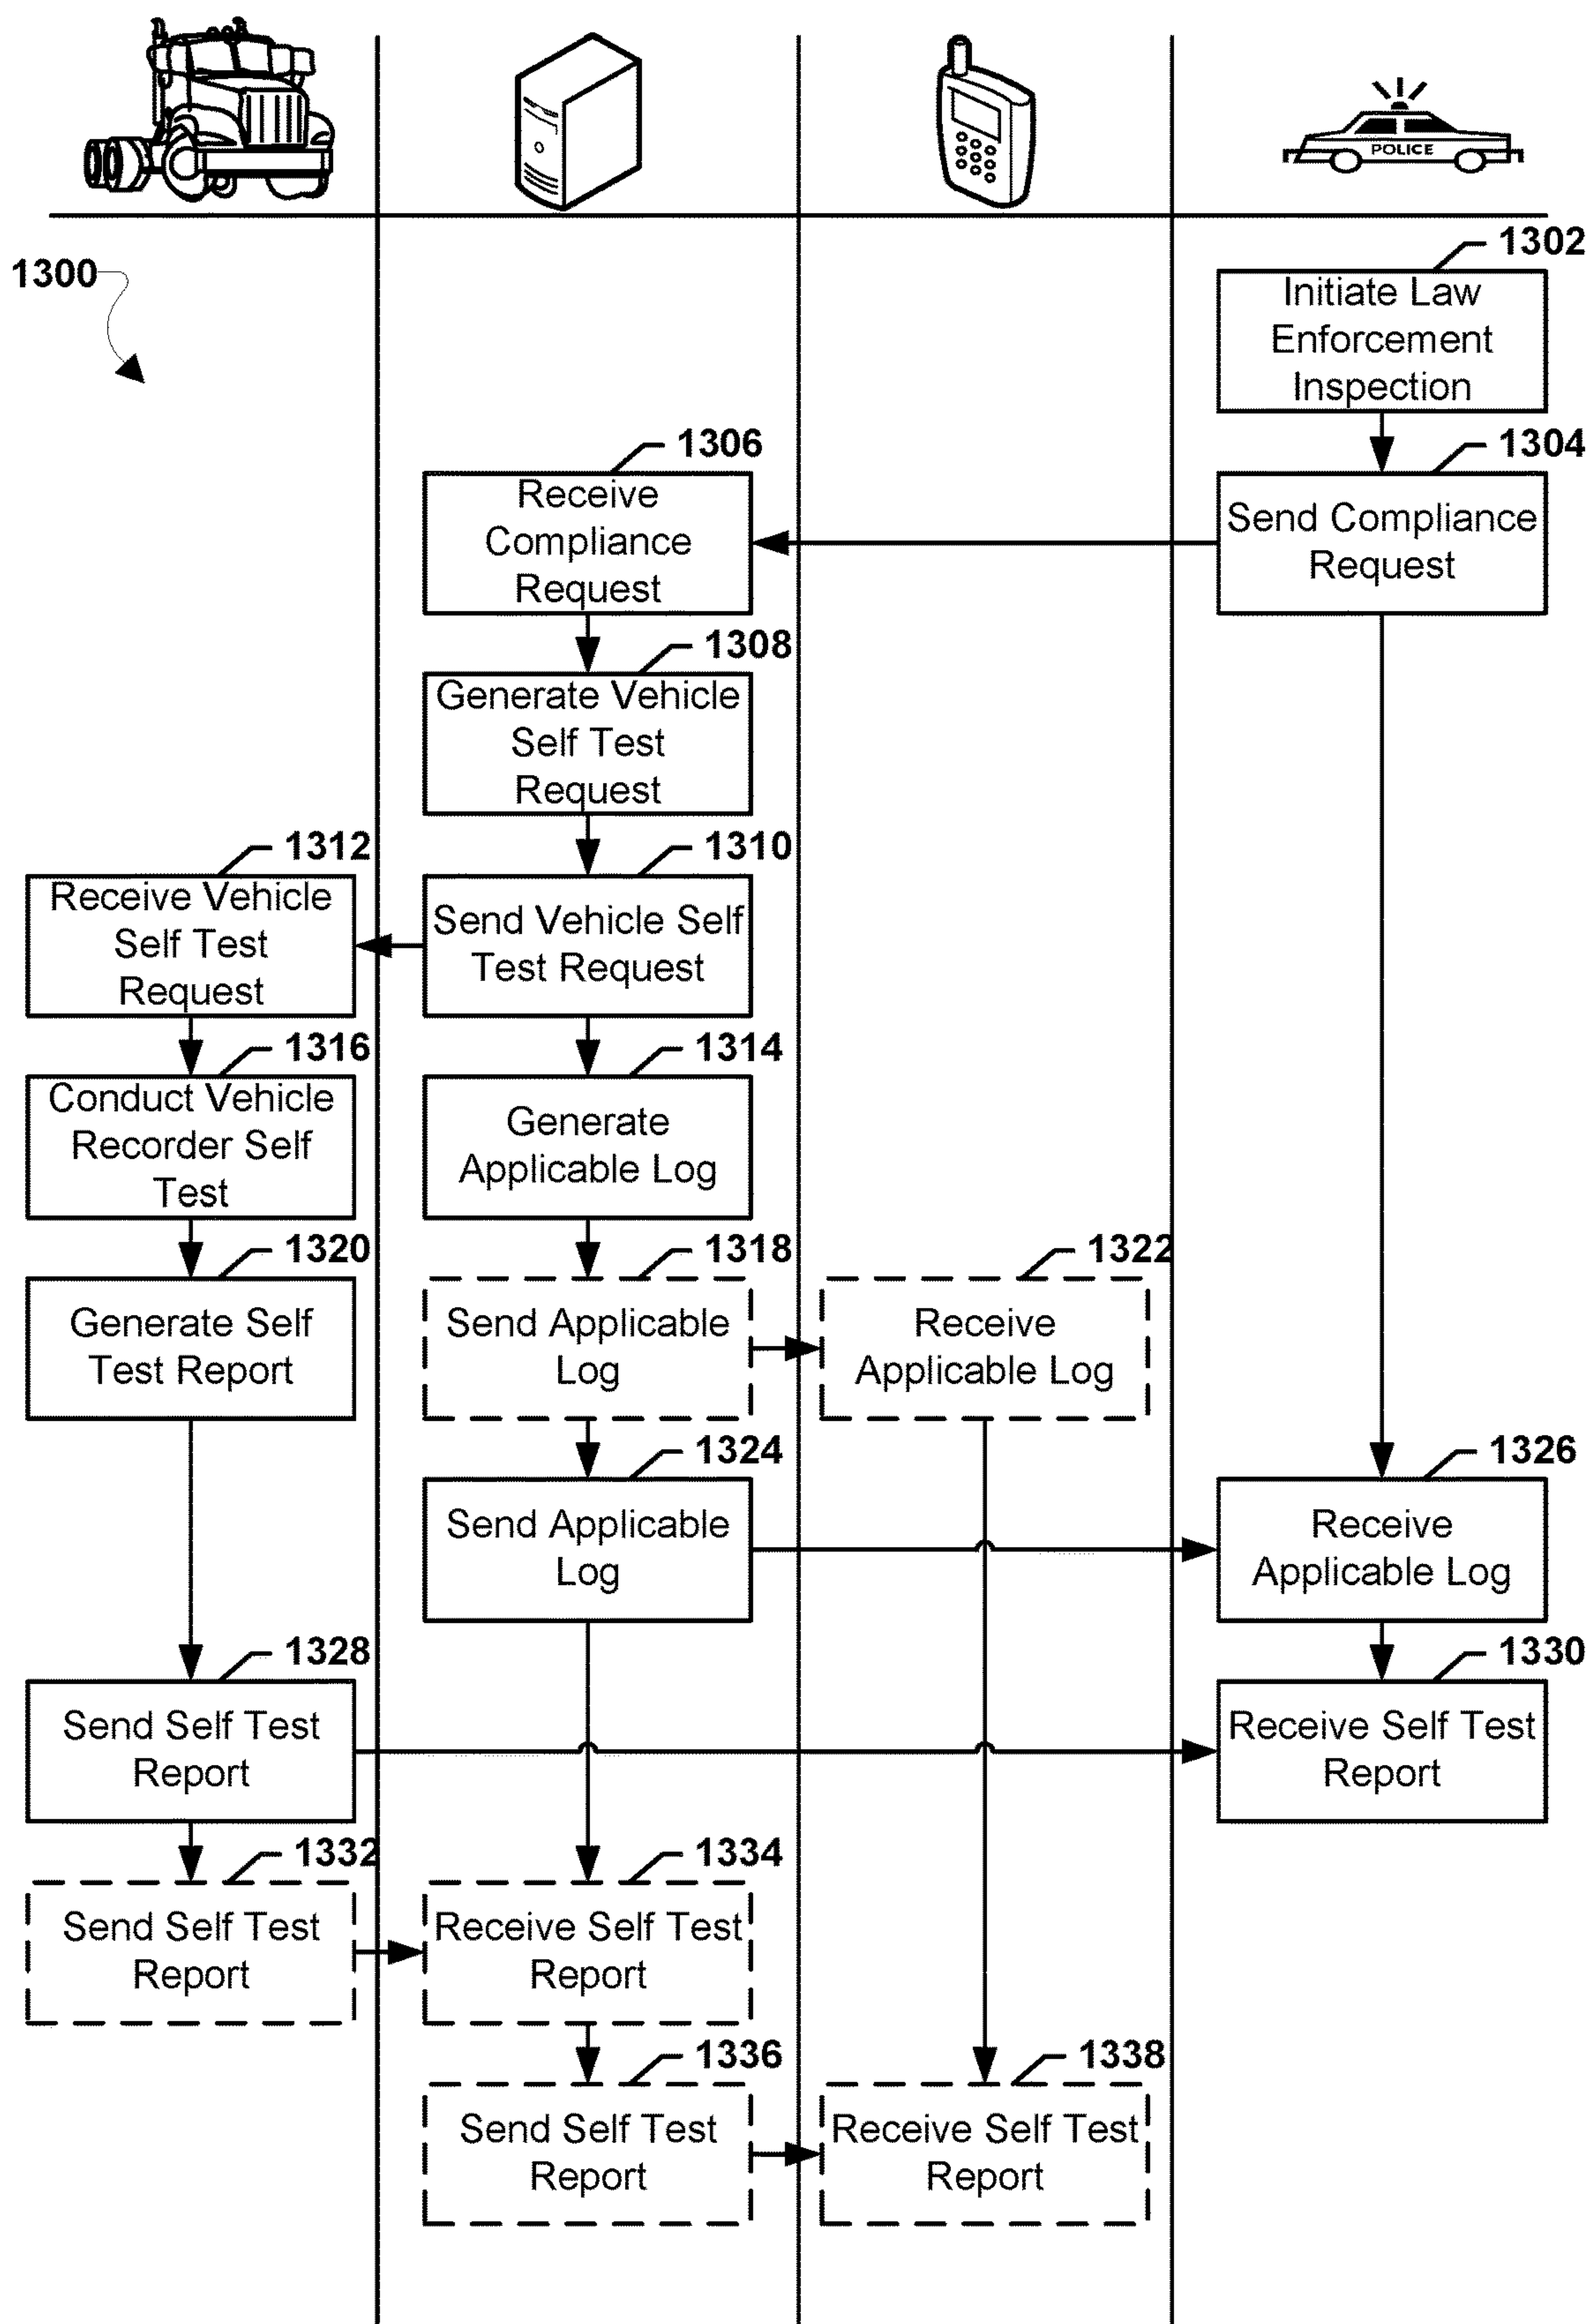 POLICE
1300
1302
Initiate Law
Enforcement
Inspection
1304
Send Compliance
Request
1306
Receive
Compliance
Request
1308
Generate Vehicle
Self Test
Request
1310
Send Vehicle Self
Test Request
1312
Receive Vehicle
Self Test
Request
1314
Generate
Applicable Log
1316
Conduct Vehicle
Recorder Self
Test
1318
Send Applicable
Log
1320
Generate Self
Test Report
1322
Receive
Applicable Log
1324
Send Applicable
Log
1326
Receive
Applicable Log
1328
Send Self Test
Report
1330
Receive Self Test
Report
1332
Send Self Test
Report
1334
Receive Self Test
Report
1336
Send Self Test
Report
1338
Receive Self Test
Report